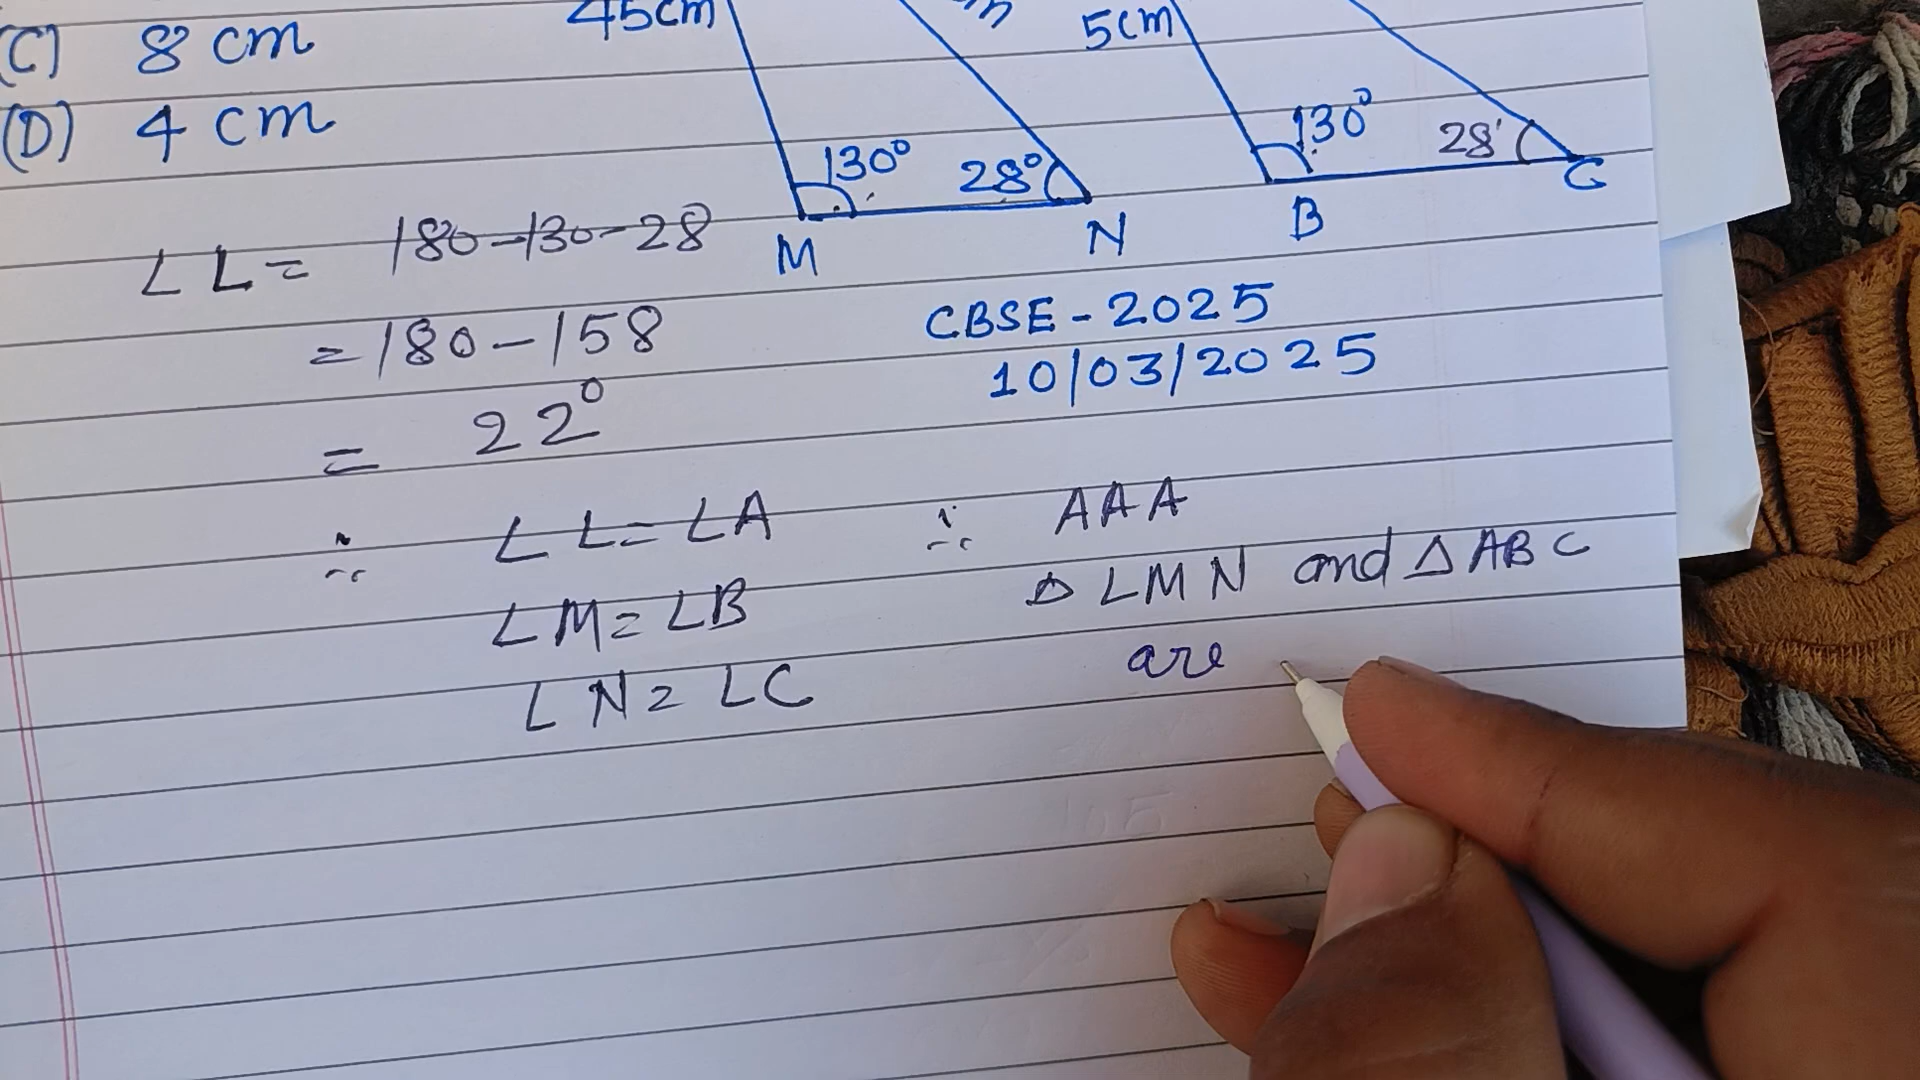 (C) 8 cm
(D) 4 cm
45cm
5cm
130° 28°
M N
130° 28'
B C
∠L = 180-130-28
= 180-158
= 22°
CBSE-2025
10/03/2025
∴ ∠L=∠A
∠M=∠B
∠N=∠C
∴ AAA
△LMN and △ABC
are